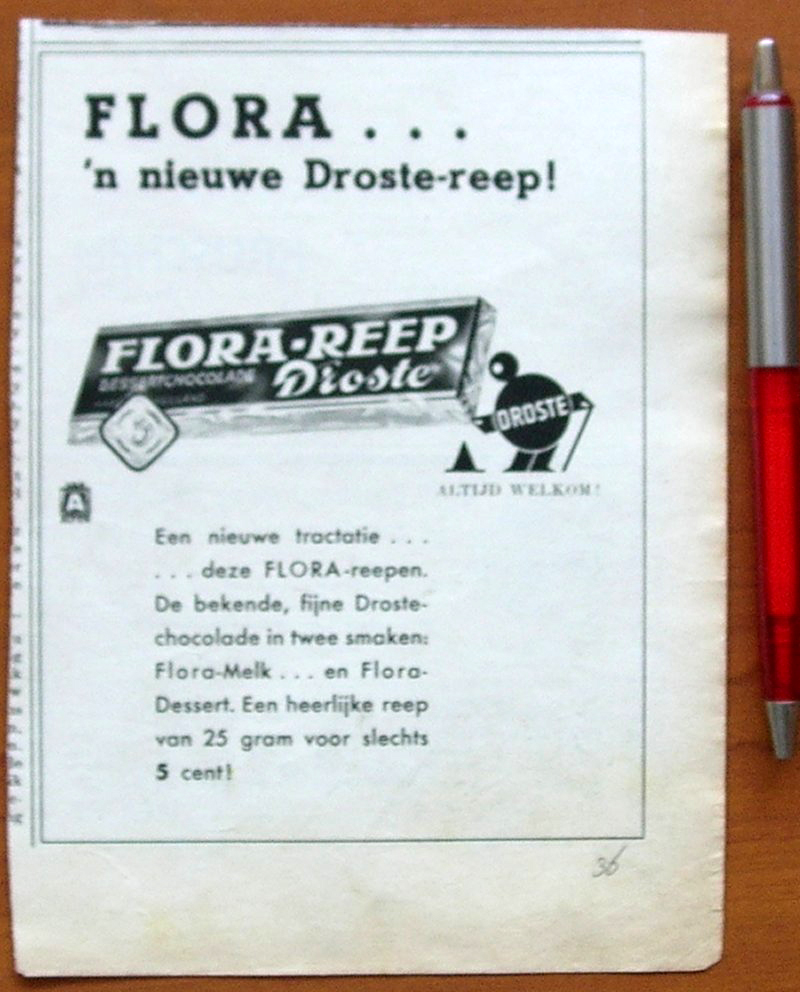 FLORA . . .
'n nieuwe Droste-reep!
FLORA-REEP
DESSERTCHOCOLADE Droste
5
DROSTE
ALTIJD WELKOM!
A
Een nieuwe tractatie . . .
. . . deze FLORA-reepen.
De bekende, fijne Droste-
chocolade in twee smaken:
Flora-Melk . . . en Flora-
Dessert. Een heerlijke reep
van 25 gram voor slechts
5 cent!
36